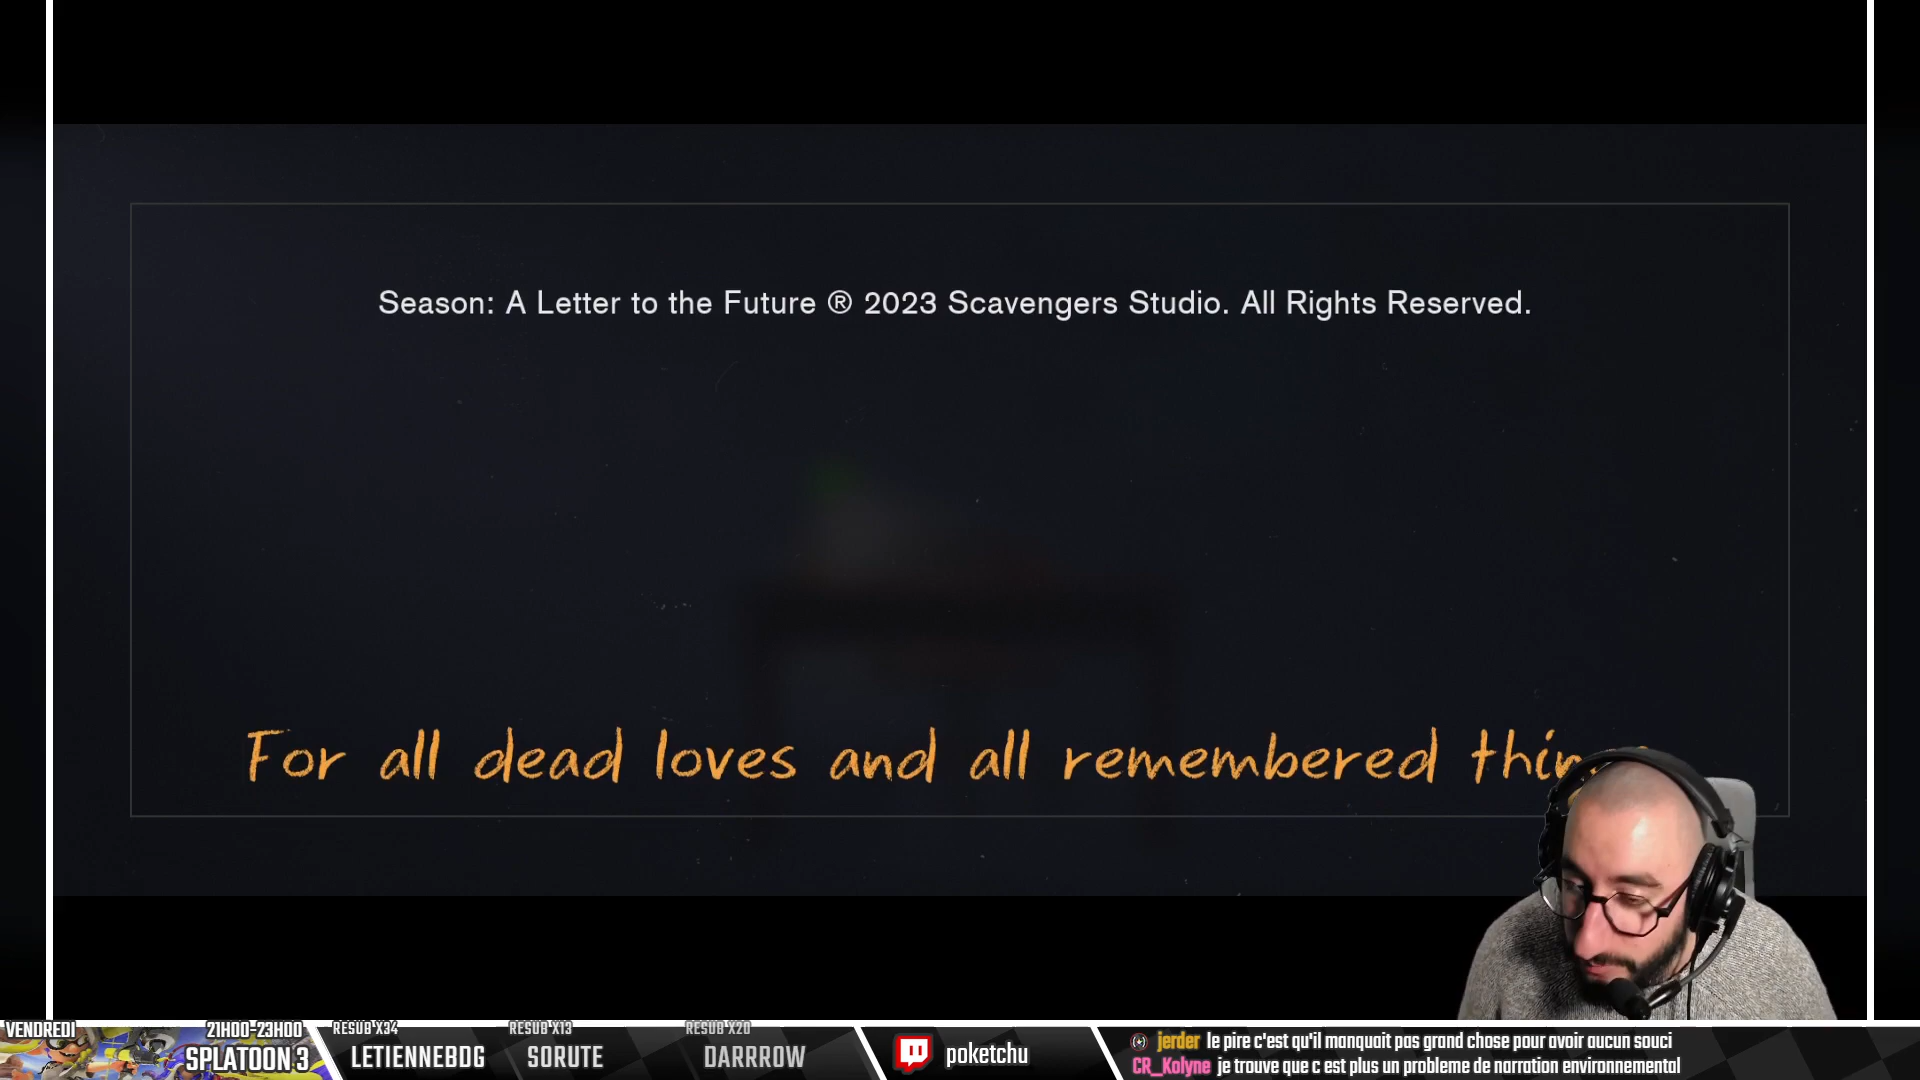 Season: A Letter to the Future ® 2023 Scavengers Studio. All Rights Reserved.
For all dead loves and all remembered
VENDREDI
21H00-23H00
SPLATOON 3
RESUB X34
LETIENNEBDG
RESUB X13
SORUTE
RESUB X20
DARRROW
poketchu
jerder le pire c'est qu'il manquait pas grand chose pour avoir aucun souci
CR_Kolyne je trouve que c est plus un probleme de narration environnemental